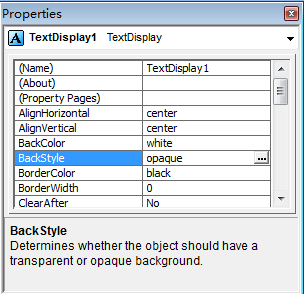 Properties
A TextDisplay1 TextDisplay
(Name) TextDisplay1
(About)
(Property Pages)
AlignHorizontal center
AlignVertical center
BackColor white
BackStyle opaque ...
BorderColor black
BorderWidth 0
ClearAfter No
BackStyle
Determines whether the object should have a
transparent or opaque background.